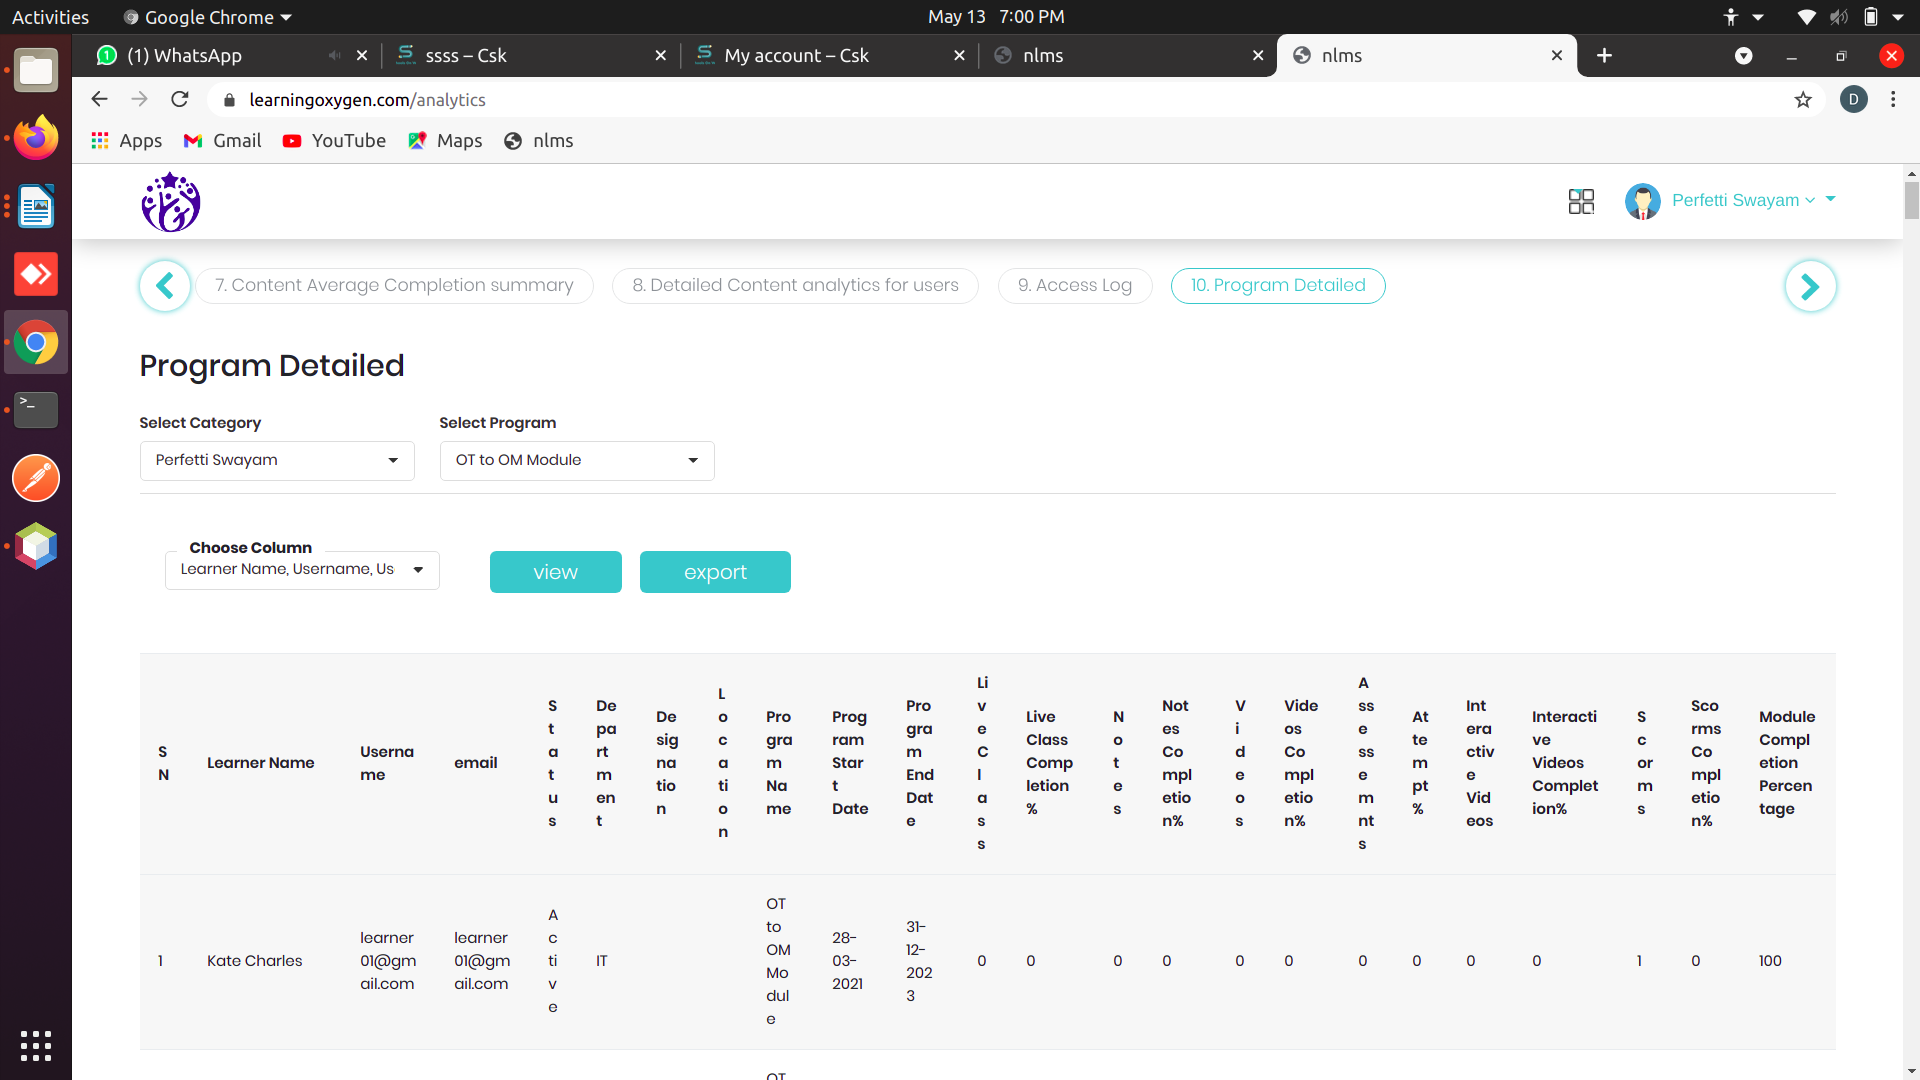 Activities Google Chrome May 13 7:00 PM
(1) WhatsApp ssss – Csk My account – Csk nlms nlms
learningoxygen.com/analytics D
Apps Gmail YouTube Maps nlms
Perfetti Swayam
7. Content Average Completion summary 8. Detailed Content analytics for users 9. Access Log 10. Program Detailed
Program Detailed
Select Category Select Program
Perfetti Swayam OT to OM Module
Choose Column
Learner Name, Username, Us
view export
SN Learner Name Username email Status Department Designation Location Program Name Program Start Date Program End Date Live Class Live Class Completion% Notes Notes Completion% Videos Videos Completion% Assessments Attempt% Interactive Videos Interactive Videos Completion% Scorms Scorms Completion% Module Completion Percentage
1 Kate Charles learner01@gmail.com learner01@gmail.com Active IT OT to OM Module 28-03-2021 31-12-2023 0 0 0 0 0 0 0 0 0 0 1 0 100
OT